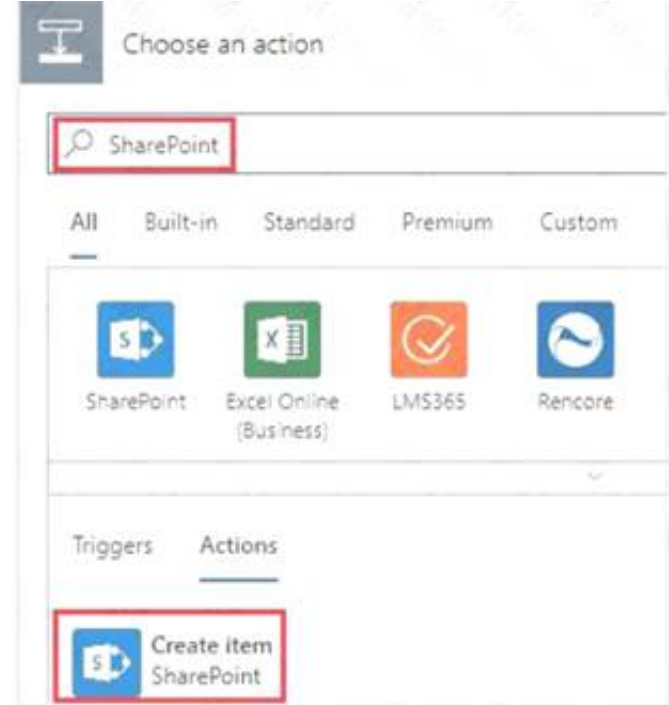 Choose an action
SharePoint
All Built-in Standard Premium Custom
SharePoint Excel Online LMS365 Rencore
(Business)
Triggers Actions
Create item
SharePoint